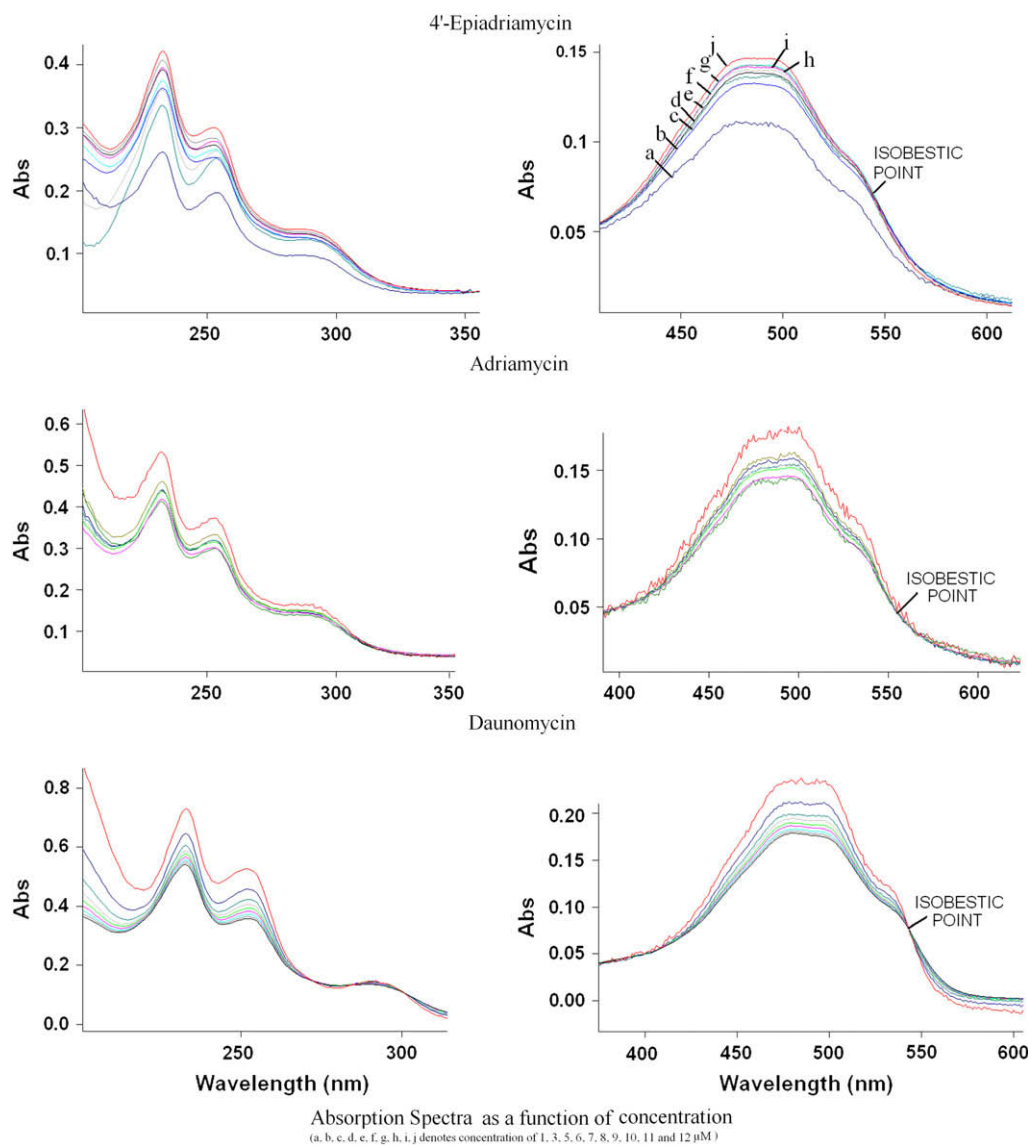 4'-Epiadriamycin
0.4
0.3
0.2
0.1
Abs
250
300
350
0.15
0.1
0.05
Abs
a
b
c
d
e
f
g
j
i
h
ISOBESTIC
POINT
450
500
550
600
Adriamycin
0.6
0.5
0.4
0.3
0.2
0.1
Abs
250
300
350
0.15
0.10
0.05
Abs
ISOBESTIC
POINT
400
450
500
550
600
Daunomycin
0.8
0.6
0.4
0.2
0.0
Abs
250
300
Wavelength (nm)
0.20
0.15
0.10
0.05
0.00
Abs
ISOBESTIC
POINT
400
450
500
550
600
Wavelength (nm)
Absorption Spectra as a function of concentration
(a, b, c, d, e, f, g, h, i, j denotes concentration of 1, 3, 5, 6, 7, 8, 9, 10, 11 and 12 µM )